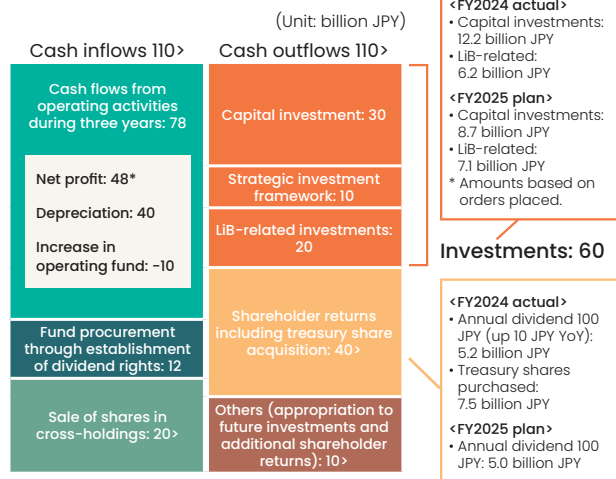 (Unit: billion JPY)
Cash inflows 110>
Cash flows from
operating activities
during three years: 78
Net profit: 48*
Depreciation: 40
Increase in
operating fund: -10
Fund procurement
through establishment
of dividend rights: 12
Sale of shares in
cross-holdings: 20>
Cash outflows 110>
Capital investment: 30
Strategic investment
framework: 10
LiB-related investments:
20
Shareholder returns
including treasury share
acquisition: 40>
Others (appropriation to
future investments and
additional shareholder
returns): 10>
<FY2024 actual>
• Capital investments:
12.2 billion JPY
• LiB-related:
6.2 billion JPY
<FY2025 plan>
• Capital investments:
8.7 billion JPY
• LiB-related:
7.1 billion JPY
* Amounts based on
orders placed.
Investments: 60
<FY2024 actual>
• Annual dividend 100
JPY (up 10 JPY YoY):
5.2 billion JPY
• Treasury shares
purchased:
7.5 billion JPY
<FY2025 plan>
• Annual dividend 100
JPY: 5.0 billion JPY